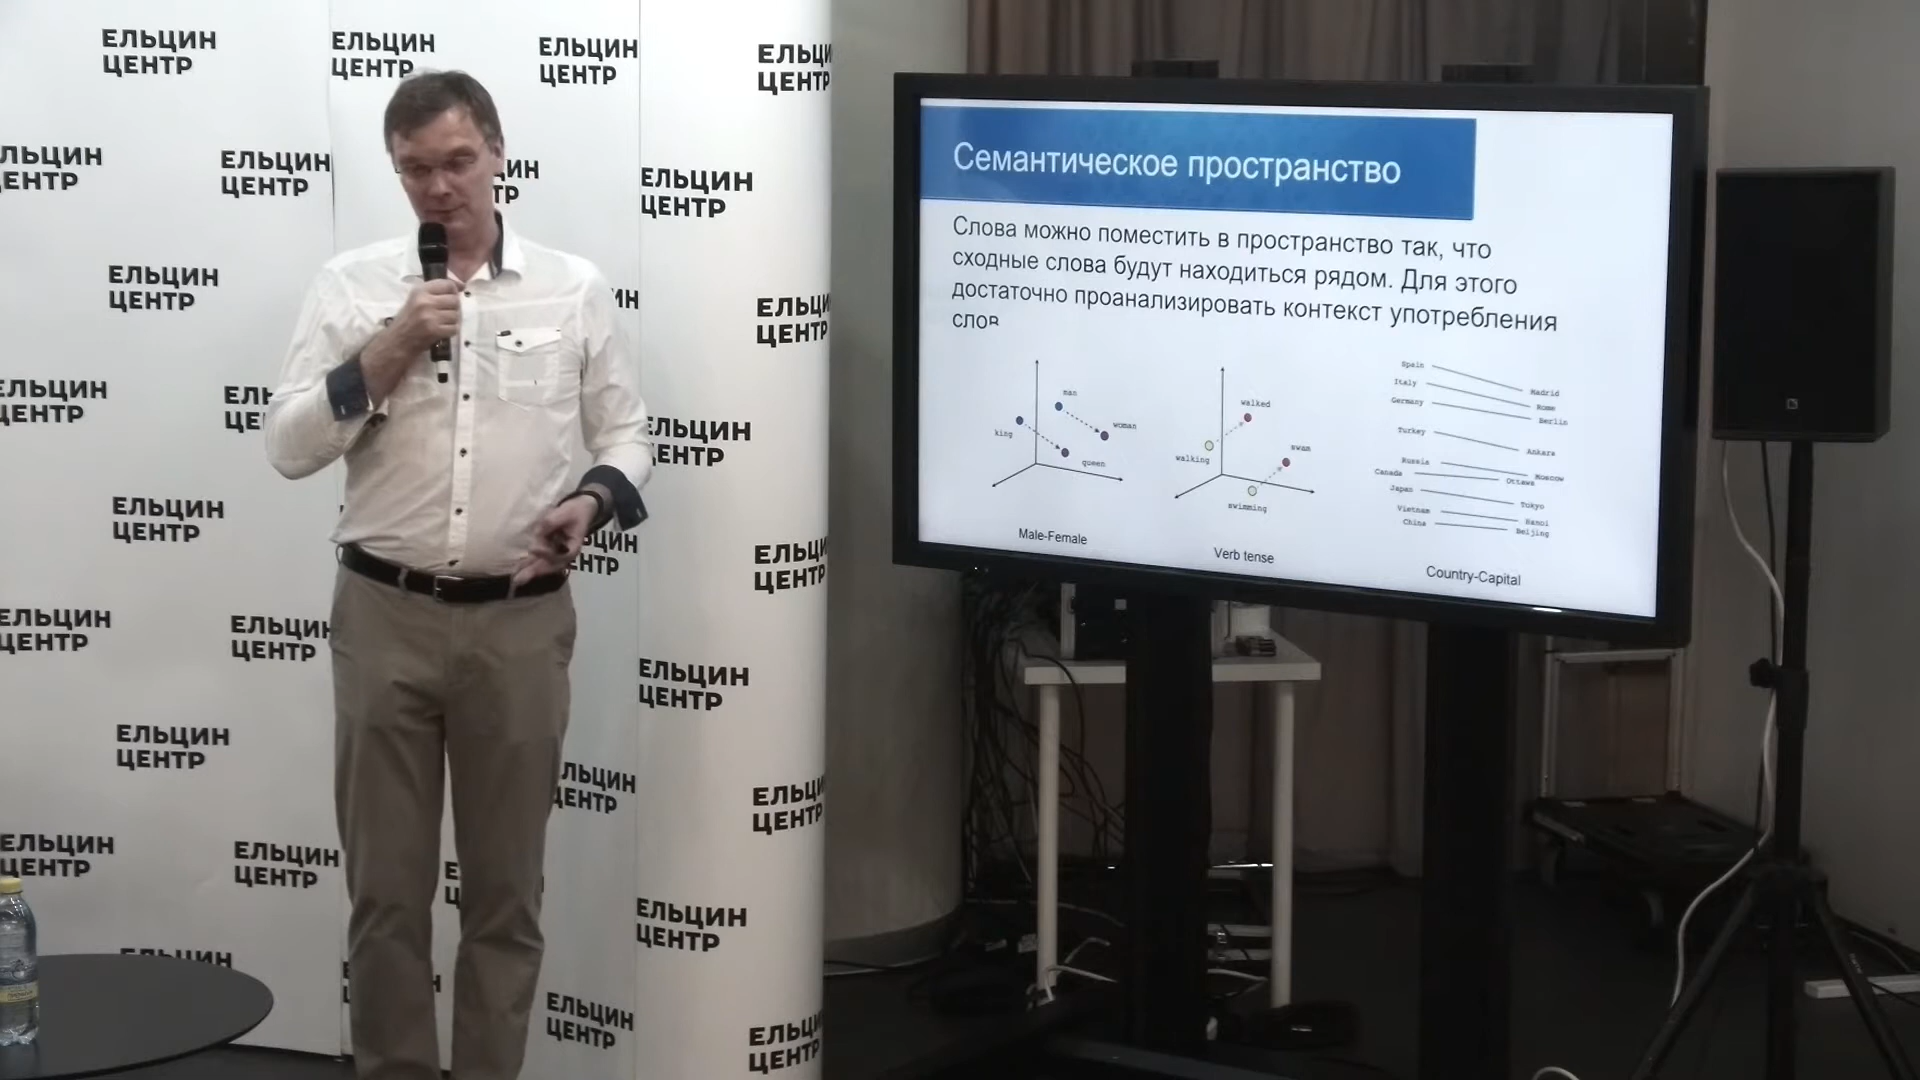 ЕЛЬЦИН
ЦЕНТР
Семантическое пространство
Слова можно поместить в пространство так, что
сходные слова будут находиться рядом. Для этого
достаточно проанализировать контекст употребления
слов
man
woman
king
queen
Male-Female
walked
swam
walking
swimming
Verb tense
Spain
Madrid
Italy
Rome
Germany
Berlin
Turkey
Ankara
Russia
Moscow
Canada
Ottawa
Japan
Tokyo
Vietnam
Hanoi
China
Beijing
Country-Capital